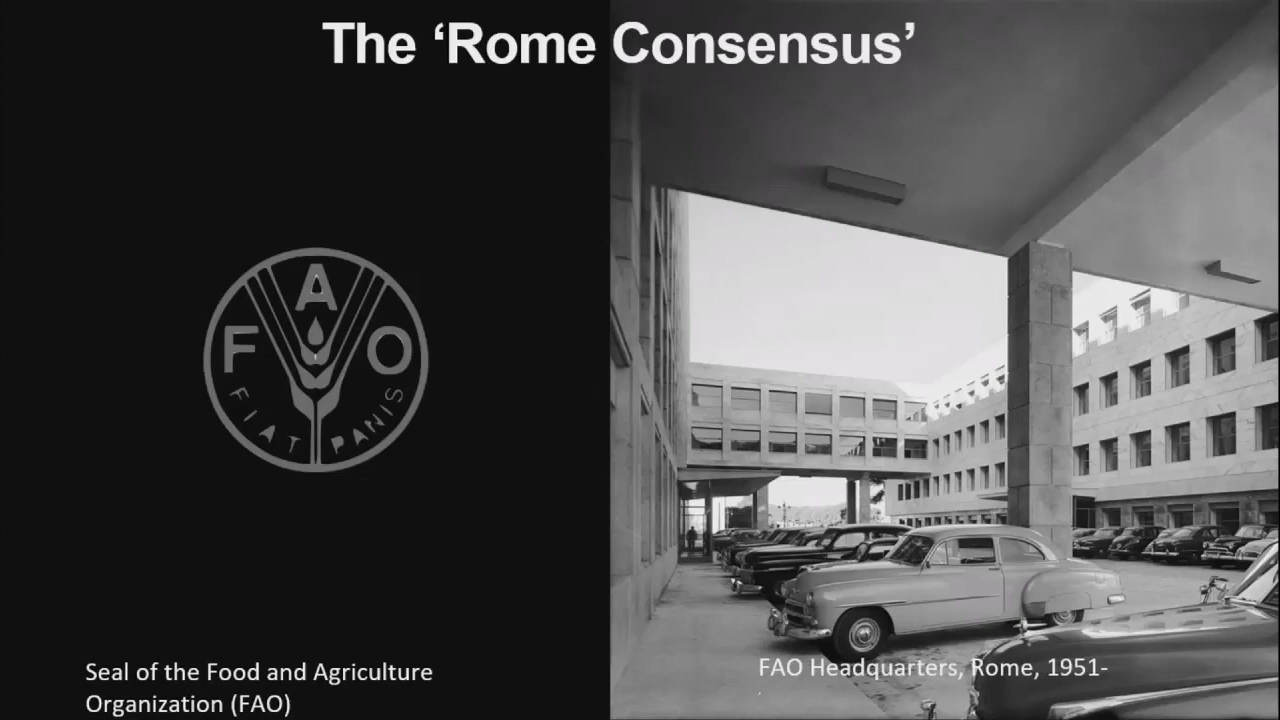 The ‘Rome Consensus’
F A O
FIAT PANIS
Seal of the Food and Agriculture
Organization (FAO)
FAO Headquarters, Rome, 1951-